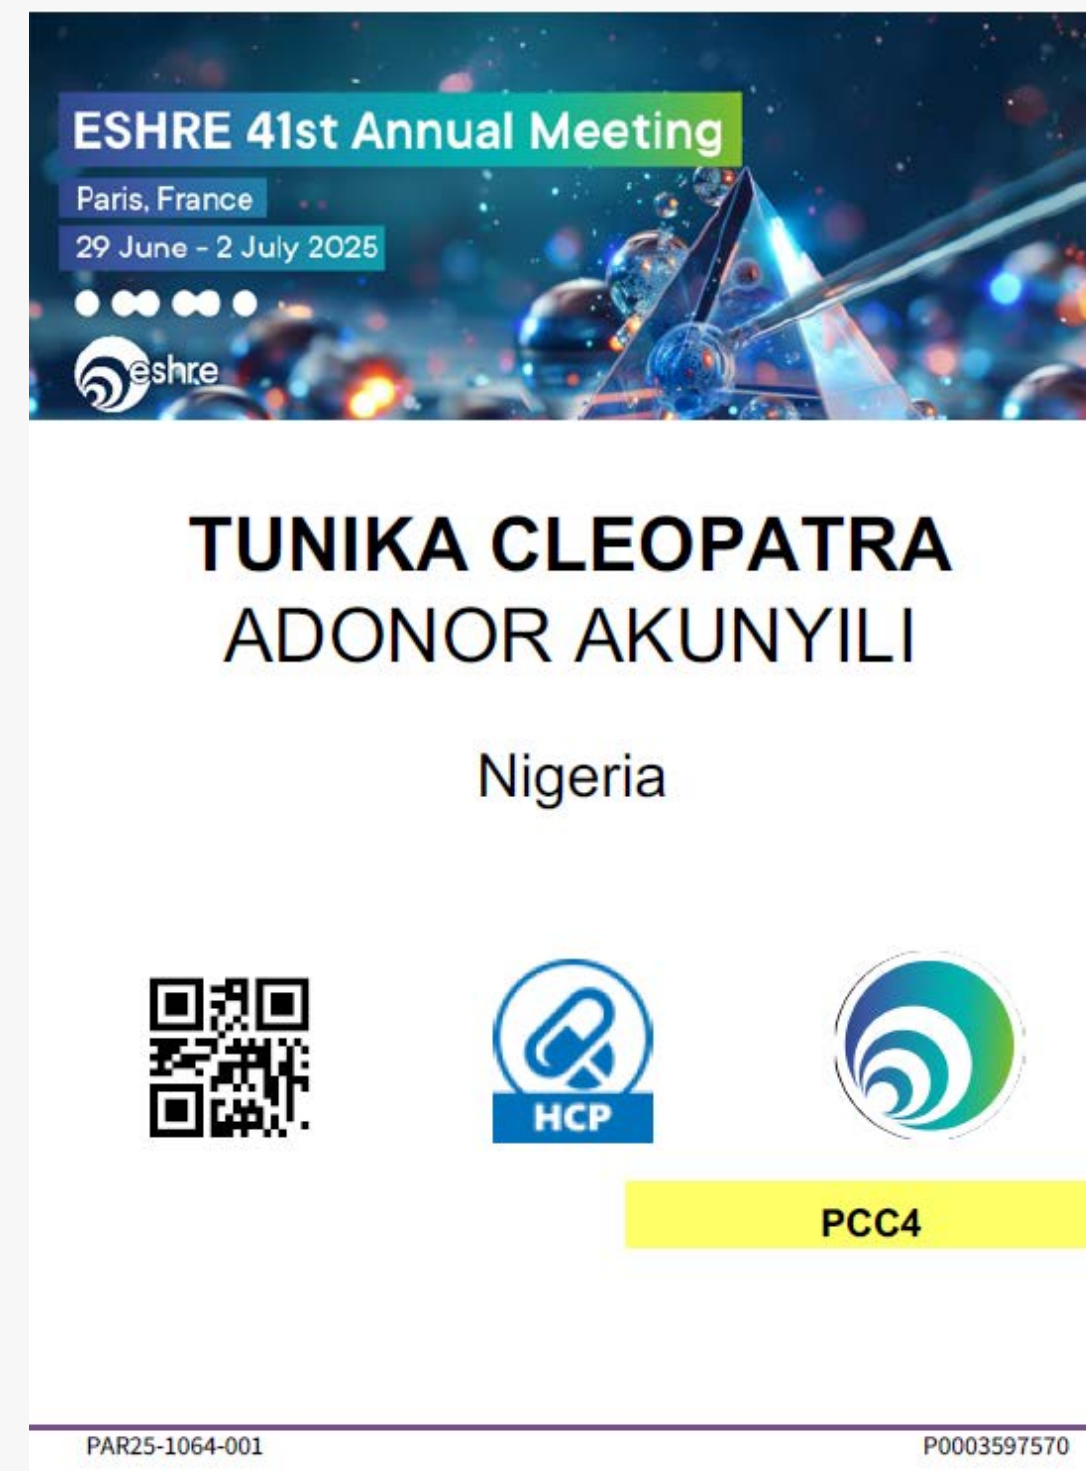 ESHRE 41st Annual Meeting
Paris, France
29 June - 2 July 2025
eshre
TUNIKA CLEOPATRA
ADONOR AKUNYILI
Nigeria
HCP
PCC4
PAR25-1064-001
P0003597570